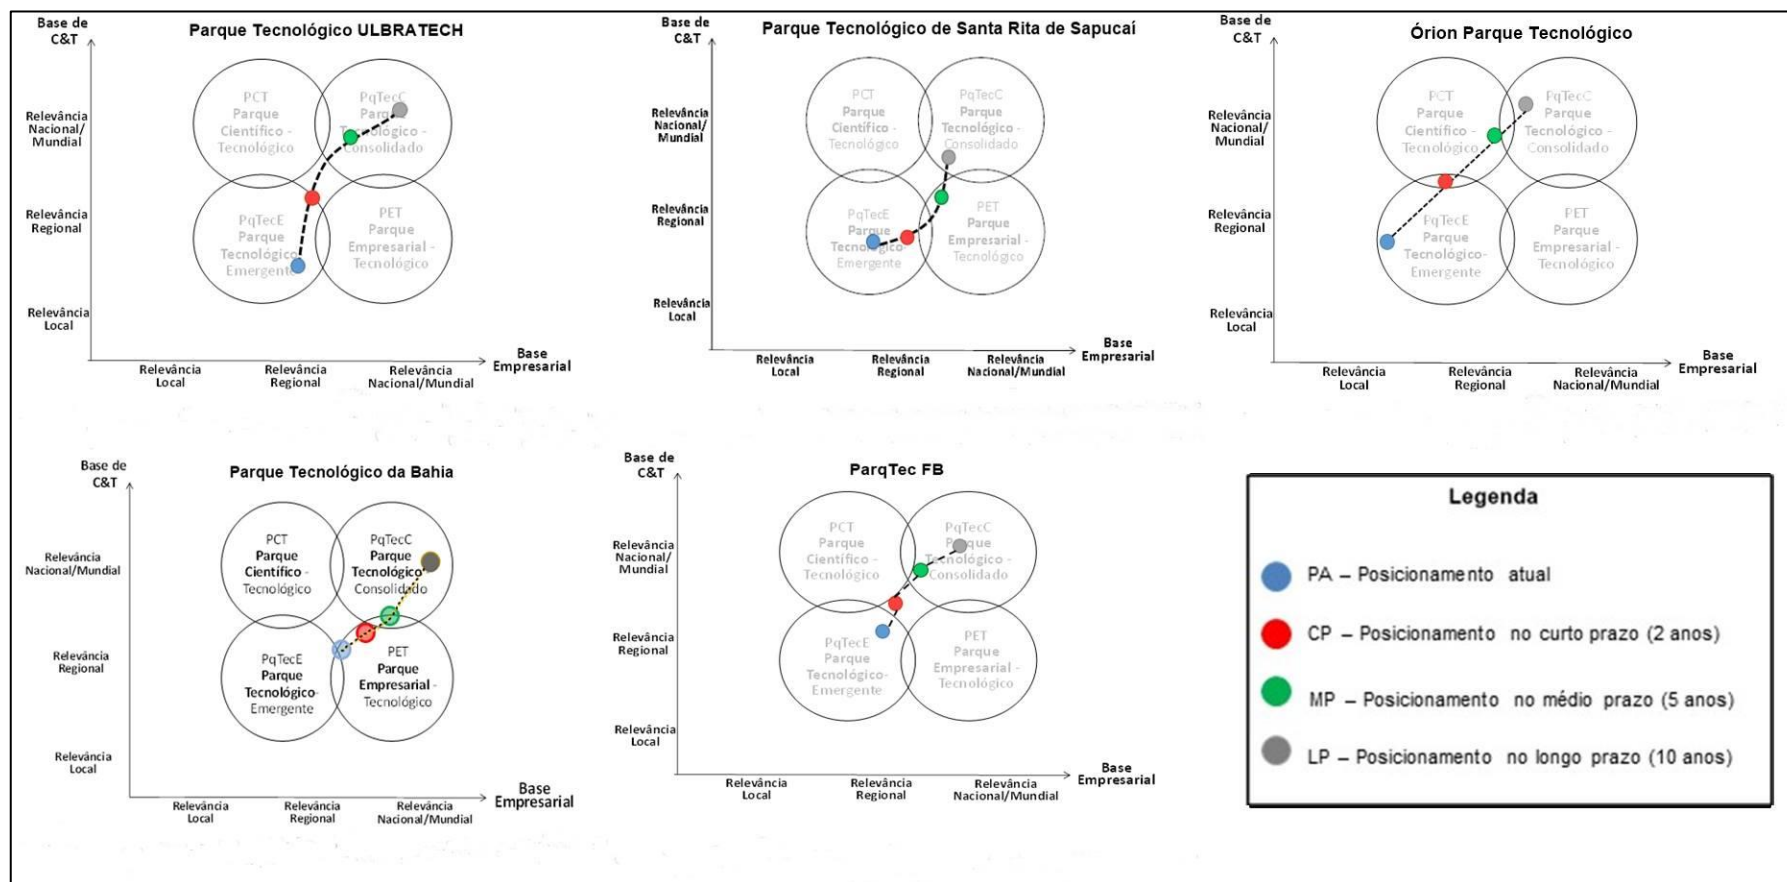 Parque Tecnológico ULBRATECH
Base de
C&T
Relevância
Nacional/
Mundial
Relevância
Regional
Relevância
Local
PCT
Parque
Científico -
Tecnológico
PqTecC
Parque
Tecnológico -
Consolidado
PqTecE
Parque
Tecnológico
Emergente
PET
Parque
Empresarial -
Tecnológico
Relevância
Local
Relevância
Regional
Relevância
Nacional/Mundial
Base
Empresarial
Parque Tecnológico de Santa Rita de Sapucaí
Base de
C&T
Relevância
Nacional/
Mundial
Relevância
Regional
Relevância
Local
PCT
Parque
Científico -
Tecnológico
PqTecC
Parque
Tecnológico -
Consolidado
PqTecE
Parque
Tecnológico-
Emergente
PET
Parque
Empresarial -
Tecnológico
Relevância
Local
Relevância
Regional
Relevância
Nacional/Mundial
Base
Empresarial
Órion Parque Tecnológico
Base de
C&T
Relevância
Nacional/
Mundial
Relevância
Regional
Relevância
Local
PCT
Parque
Científico -
Tecnológico
PqTecC
Parque
Tecnológico -
Consolidado
PqTecE
Parque
Tecnológico-
Emergente
PET
Parque
Empresarial -
Tecnológico
Relevância
Local
Relevância
Regional
Relevância
Nacional/Mundial
Base
Empresarial
Parque Tecnológico da Bahia
Base de
C&T
Relevância
Nacional/Mundial
Relevância
Regional
Relevância
Local
PCT
Parque
Científico -
Tecnológico
PqTecC
Parque
Tecnológico
Consolidado
PqTecE
Parque
Tecnológico-
Emergente
PET
Parque
Empresarial -
Tecnológico
Relevância
Local
Relevância
Regional
Relevância
Nacional/Mundial
Base
Empresarial
ParqTec FB
Base de
C&T
Relevância
Nacional/
Mundial
Relevância
Regional
Relevância
Local
PCT
Parque
Científico -
Tecnológico
PqTecC
Parque
Tecnológico -
Consolidado
PqTecE
Parque
Tecnológico-
Emergente
PET
Parque
Empresarial -
Tecnológico
Relevância
Local
Relevância
Regional
Relevância
Nacional/Mundial
Base
Empresarial
Legenda
PA – Posicionamento atual
CP – Posicionamento no curto prazo (2 anos)
MP – Posicionamento no médio prazo (5 anos)
LP – Posicionamento no longo prazo (10 anos)